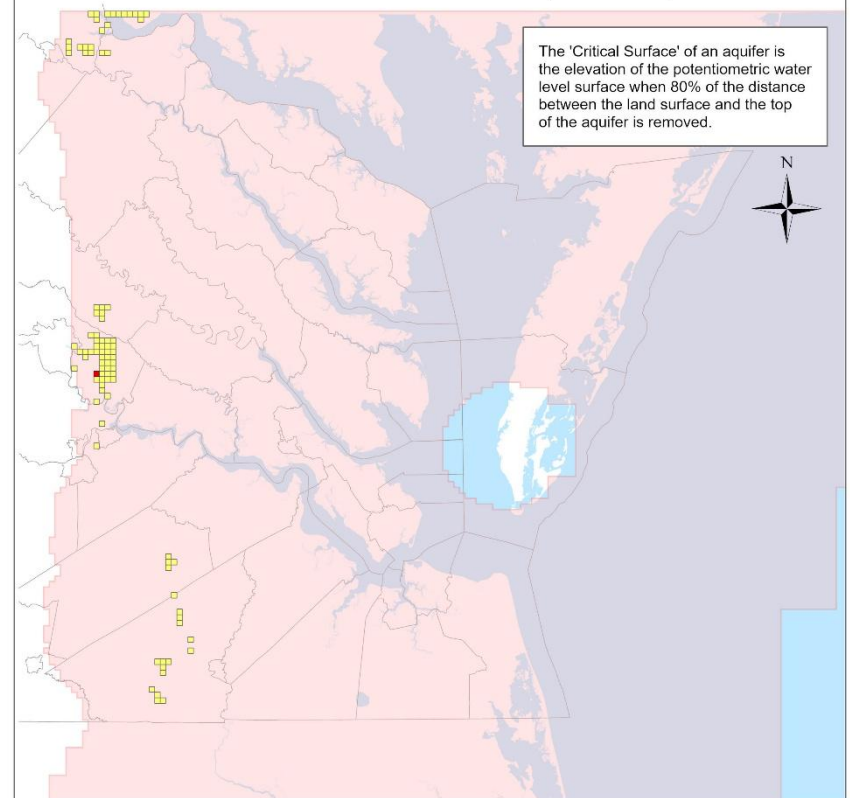 The 'Critical Surface' of an aquifer is
the elevation of the potentiometric water
level surface when 80% of the distance
between the land surface and the top
of the aquifer is removed.
N